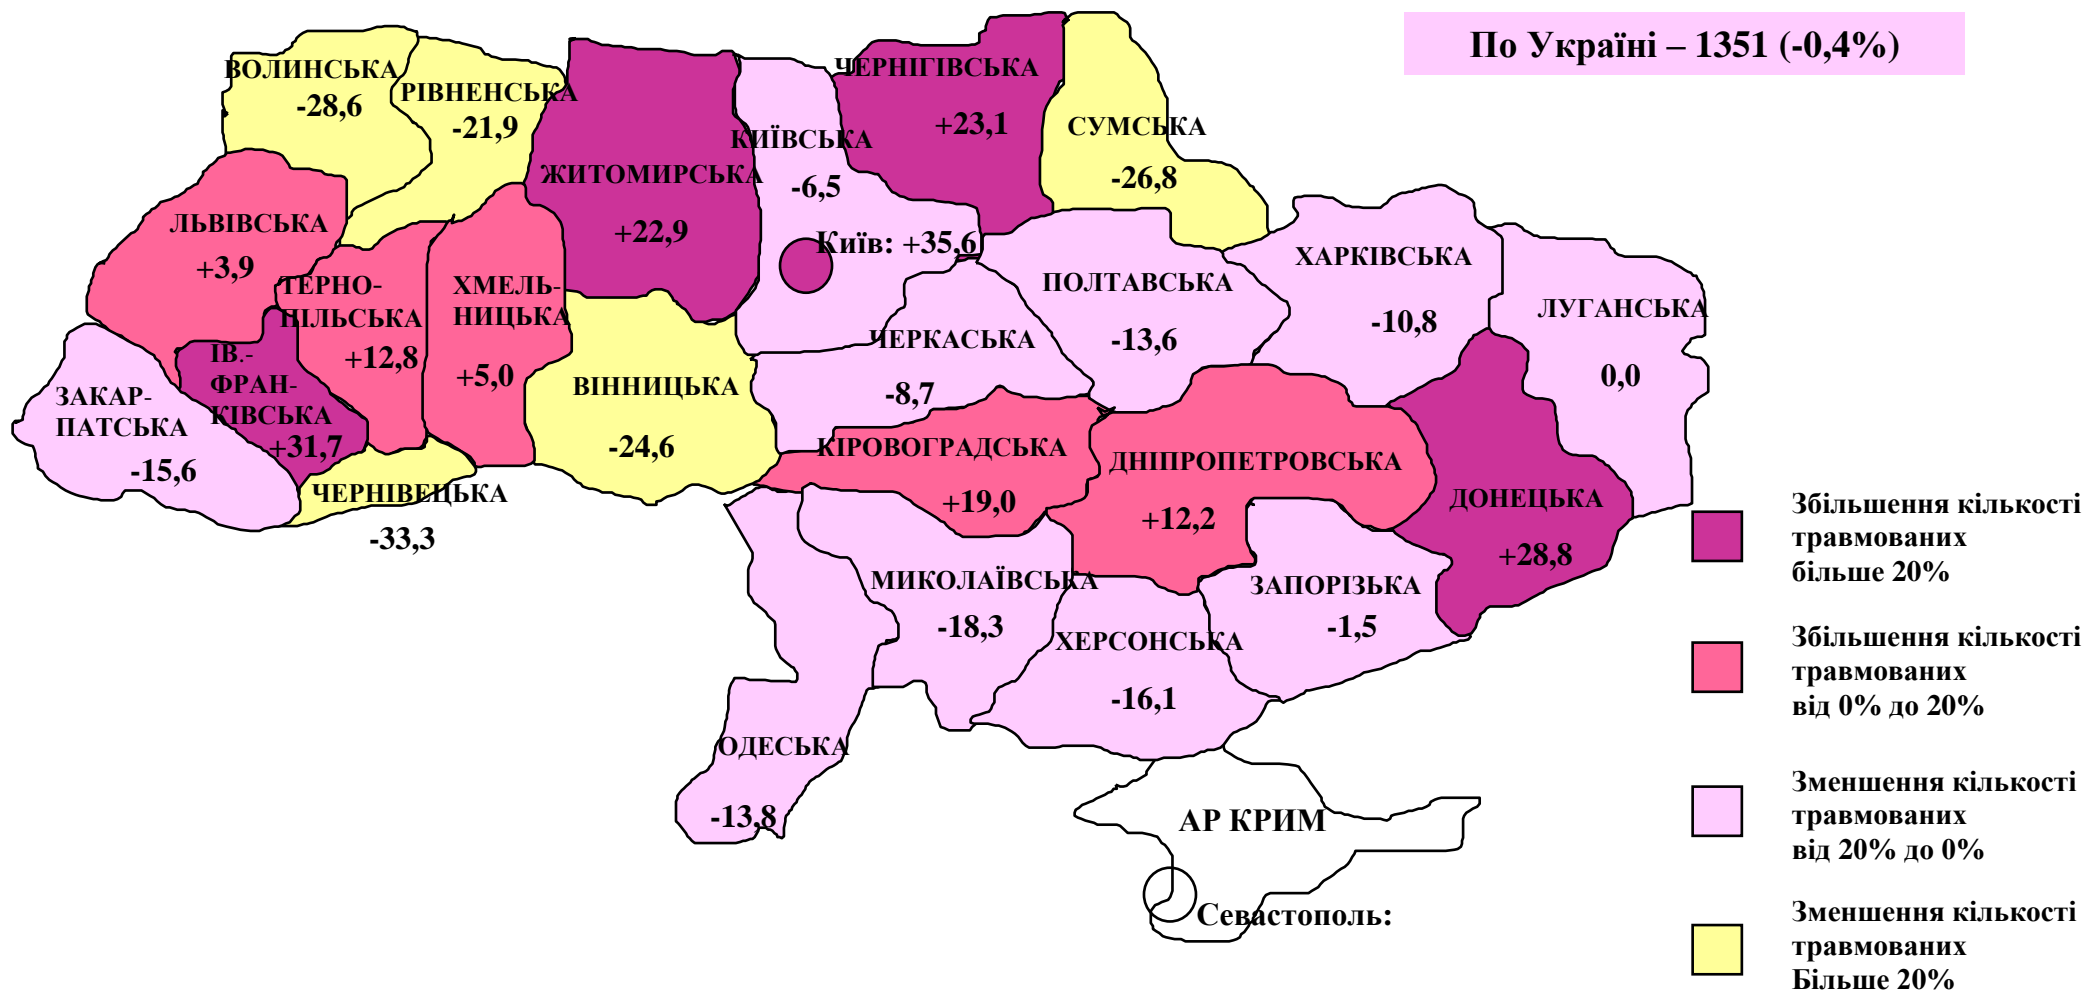 По Україні – 1351 (-0,4%)
ВОЛИНСЬКА
-28,6
РІВНЕНСЬКА
-21,9
ЖИТОМИРСЬКА
+22,9
КИЇВСЬКА
-6,5
Київ: +35,6
ЧЕРНІГІВСЬКА
+23,1
СУМСЬКА
-26,8
ЛЬВІВСЬКА
+3,9
ТЕРНО-
ПІЛЬСЬКА
+12,8
ХМЕЛЬ-
НИЦЬКА
+5,0
ІВ.-
ФРАН-
КІВСЬКА
+31,7
ЗАКАР-
ПАТСЬКА
-15,6
ЧЕРНІВЕЦЬКА
-33,3
ВІННИЦЬКА
-24,6
ЧЕРКАСЬКА
-8,7
ПОЛТАВСЬКА
-13,6
ХАРКІВСЬКА
-10,8
ЛУГАНСЬКА
0,0
КІРОВОГРАДСЬКА
+19,0
ДНІПРОПЕТРОВСЬКА
+12,2
ДОНЕЦЬКА
+28,8
МИКОЛАЇВСЬКА
-18,3
ЗАПОРІЗЬКА
-1,5
ХЕРСОНСЬКА
-16,1
ОДЕСЬКА
-13,8
АР КРИМ
Севастополь:
Збільшення кількості
травмованих
більше 20%
Збільшення кількості
травмованих
від 0% до 20%
Зменшення кількості
травмованих
від 20% до 0%
Зменшення кількості
травмованих
Більше 20%